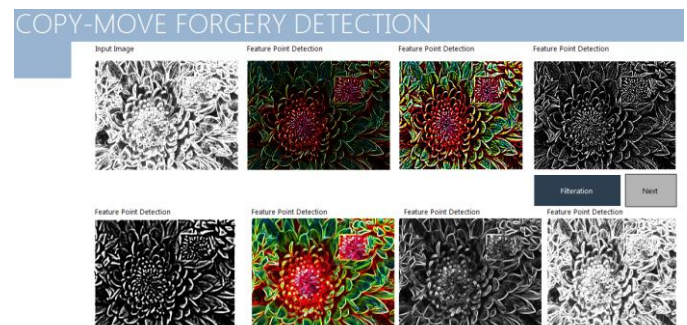 COPY-MOVE FORGERY DETECTION
Input Image
Feature Point Detection
Feature Point Detection
Feature Point Detection
Filteration
Next
Feature Point Detection
Feature Point Detection
Feature Point Detection
Feature Point Detection